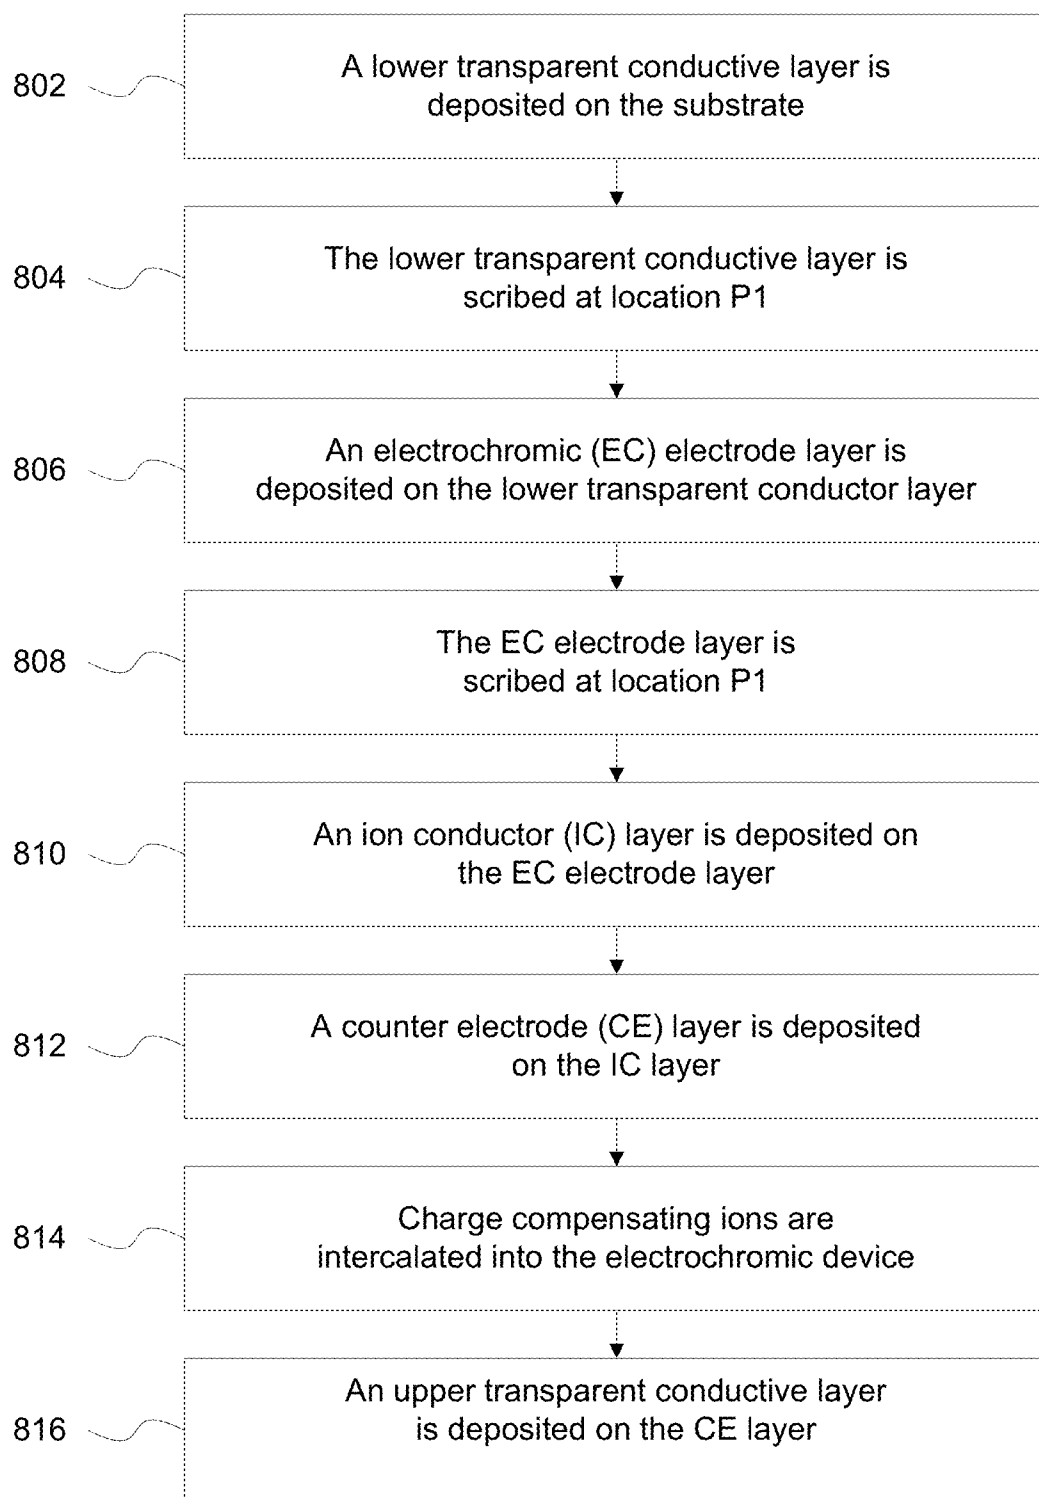 802
A lower transparent conductive layer is
deposited on the substrate
804
The lower transparent conductive layer is
scribed at location P1
806
An electrochromic (EC) electrode layer is
deposited on the lower transparent conductor layer
808
The EC electrode layer is
scribed at location P1
810
An ion conductor (IC) layer is deposited on
the EC electrode layer
812
A counter electrode (CE) layer is deposited
on the IC layer
814
Charge compensating ions are
intercalated into the electrochromic device
816
An upper transparent conductive layer
is deposited on the CE layer